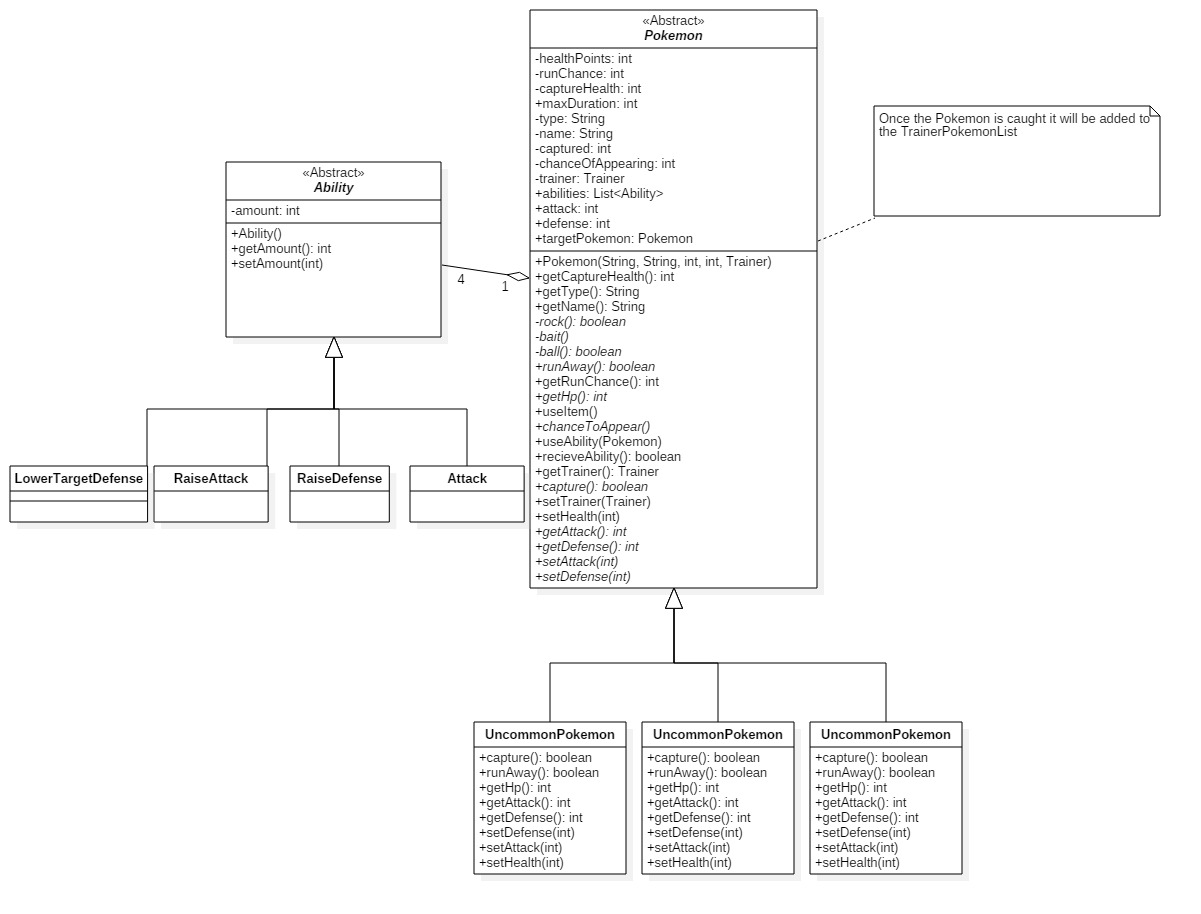 «Abstract»
Pokemon
-healthPoints: int
-runChance: int
-captureHealth: int
+maxDuration: int
-type: String
-name: String
-captured: int
-chanceOfAppearing: int
-trainer: Trainer
+abilities: List<Ability>
+attack: int
+defense: int
+targetPokemon: Pokemon
+Pokemon(String, String, int, int, Trainer)
+getCaptureHealth(): int
+getType(): String
+getName(): String
-rock(): boolean
-bait()
-ball(): boolean
+runAway(): boolean
+getRunChance(): int
+getHp(): int
+useItem()
+chanceToAppear()
+useAbility(Pokemon)
+recieveAbility(): boolean
+getTrainer(): Trainer
+capture(): boolean
+setTrainer(Trainer)
+setHealth(int)
+getAttack(): int
+getDefense(): int
+setAttack(int)
+setDefense(int)
Once the Pokemon is caught it will be added to
the TrainerPokemonList
«Abstract»
Ability
-amount: int
+Ability()
+getAmount(): int
+setAmount(int)
4
1
LowerTargetDefense
RaiseAttack
RaiseDefense
Attack
UncommonPokemon
+capture(): boolean
+runAway(): boolean
+getHp(): int
+getAttack(): int
+getDefense(): int
+setDefense(int)
+setAttack(int)
+setHealth(int)
UncommonPokemon
+capture(): boolean
+runAway(): boolean
+getHp(): int
+getAttack(): int
+getDefense(): int
+setDefense(int)
+setAttack(int)
+setHealth(int)
UncommonPokemon
+capture(): boolean
+runAway(): boolean
+getHp(): int
+getAttack(): int
+getDefense(): int
+setDefense(int)
+setAttack(int)
+setHealth(int)